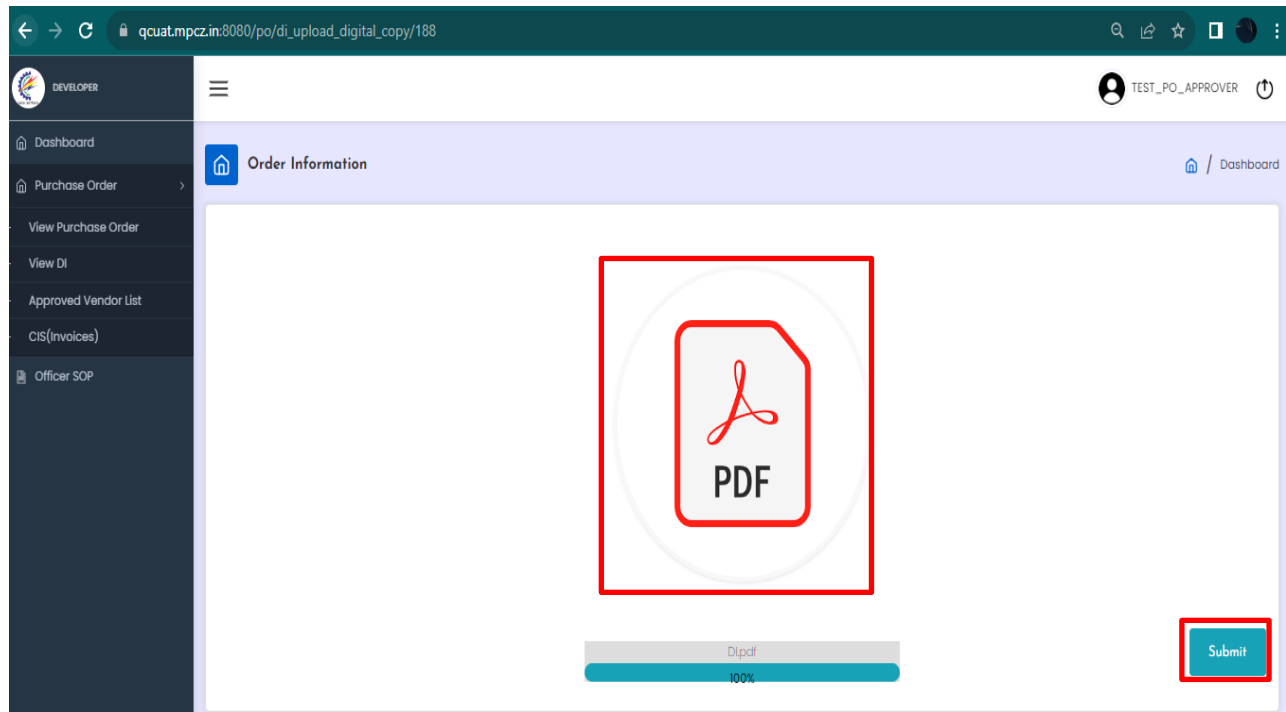 qcuat.mpcz.in:8080/po/di_upload_digital_copy/188
DEVELOPER
TEST_PO_APPROVER
Dashboard
Order Information
/ Dashboard
Purchase Order
View Purchase Order
View DI
Approved Vendor List
CIS(Invoices)
Officer SOP
PDF
DI.pdf
100%
Submit